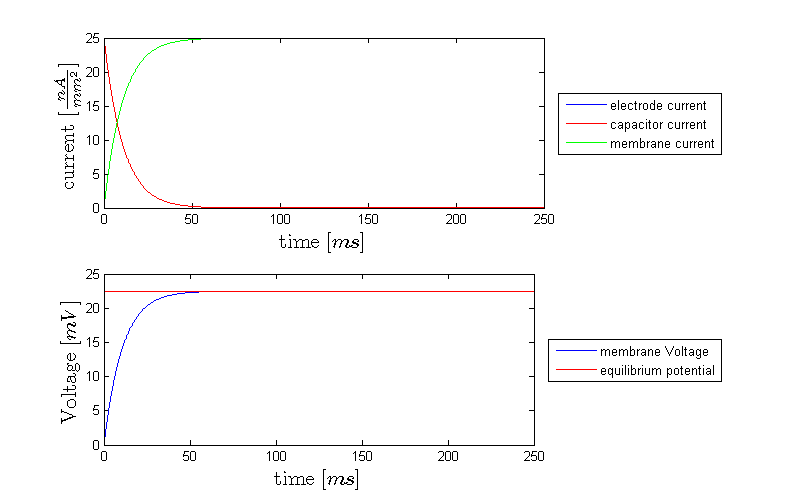 25
20
15
10
5
0
current [nA/mm²]
0 50 100 150 200 250
time [ms]
electrode current
capacitor current
membrane current
25
20
15
10
5
0
Voltage [mV]
0 50 100 150 200 250
time [ms]
membrane Voltage
equilibrium potential